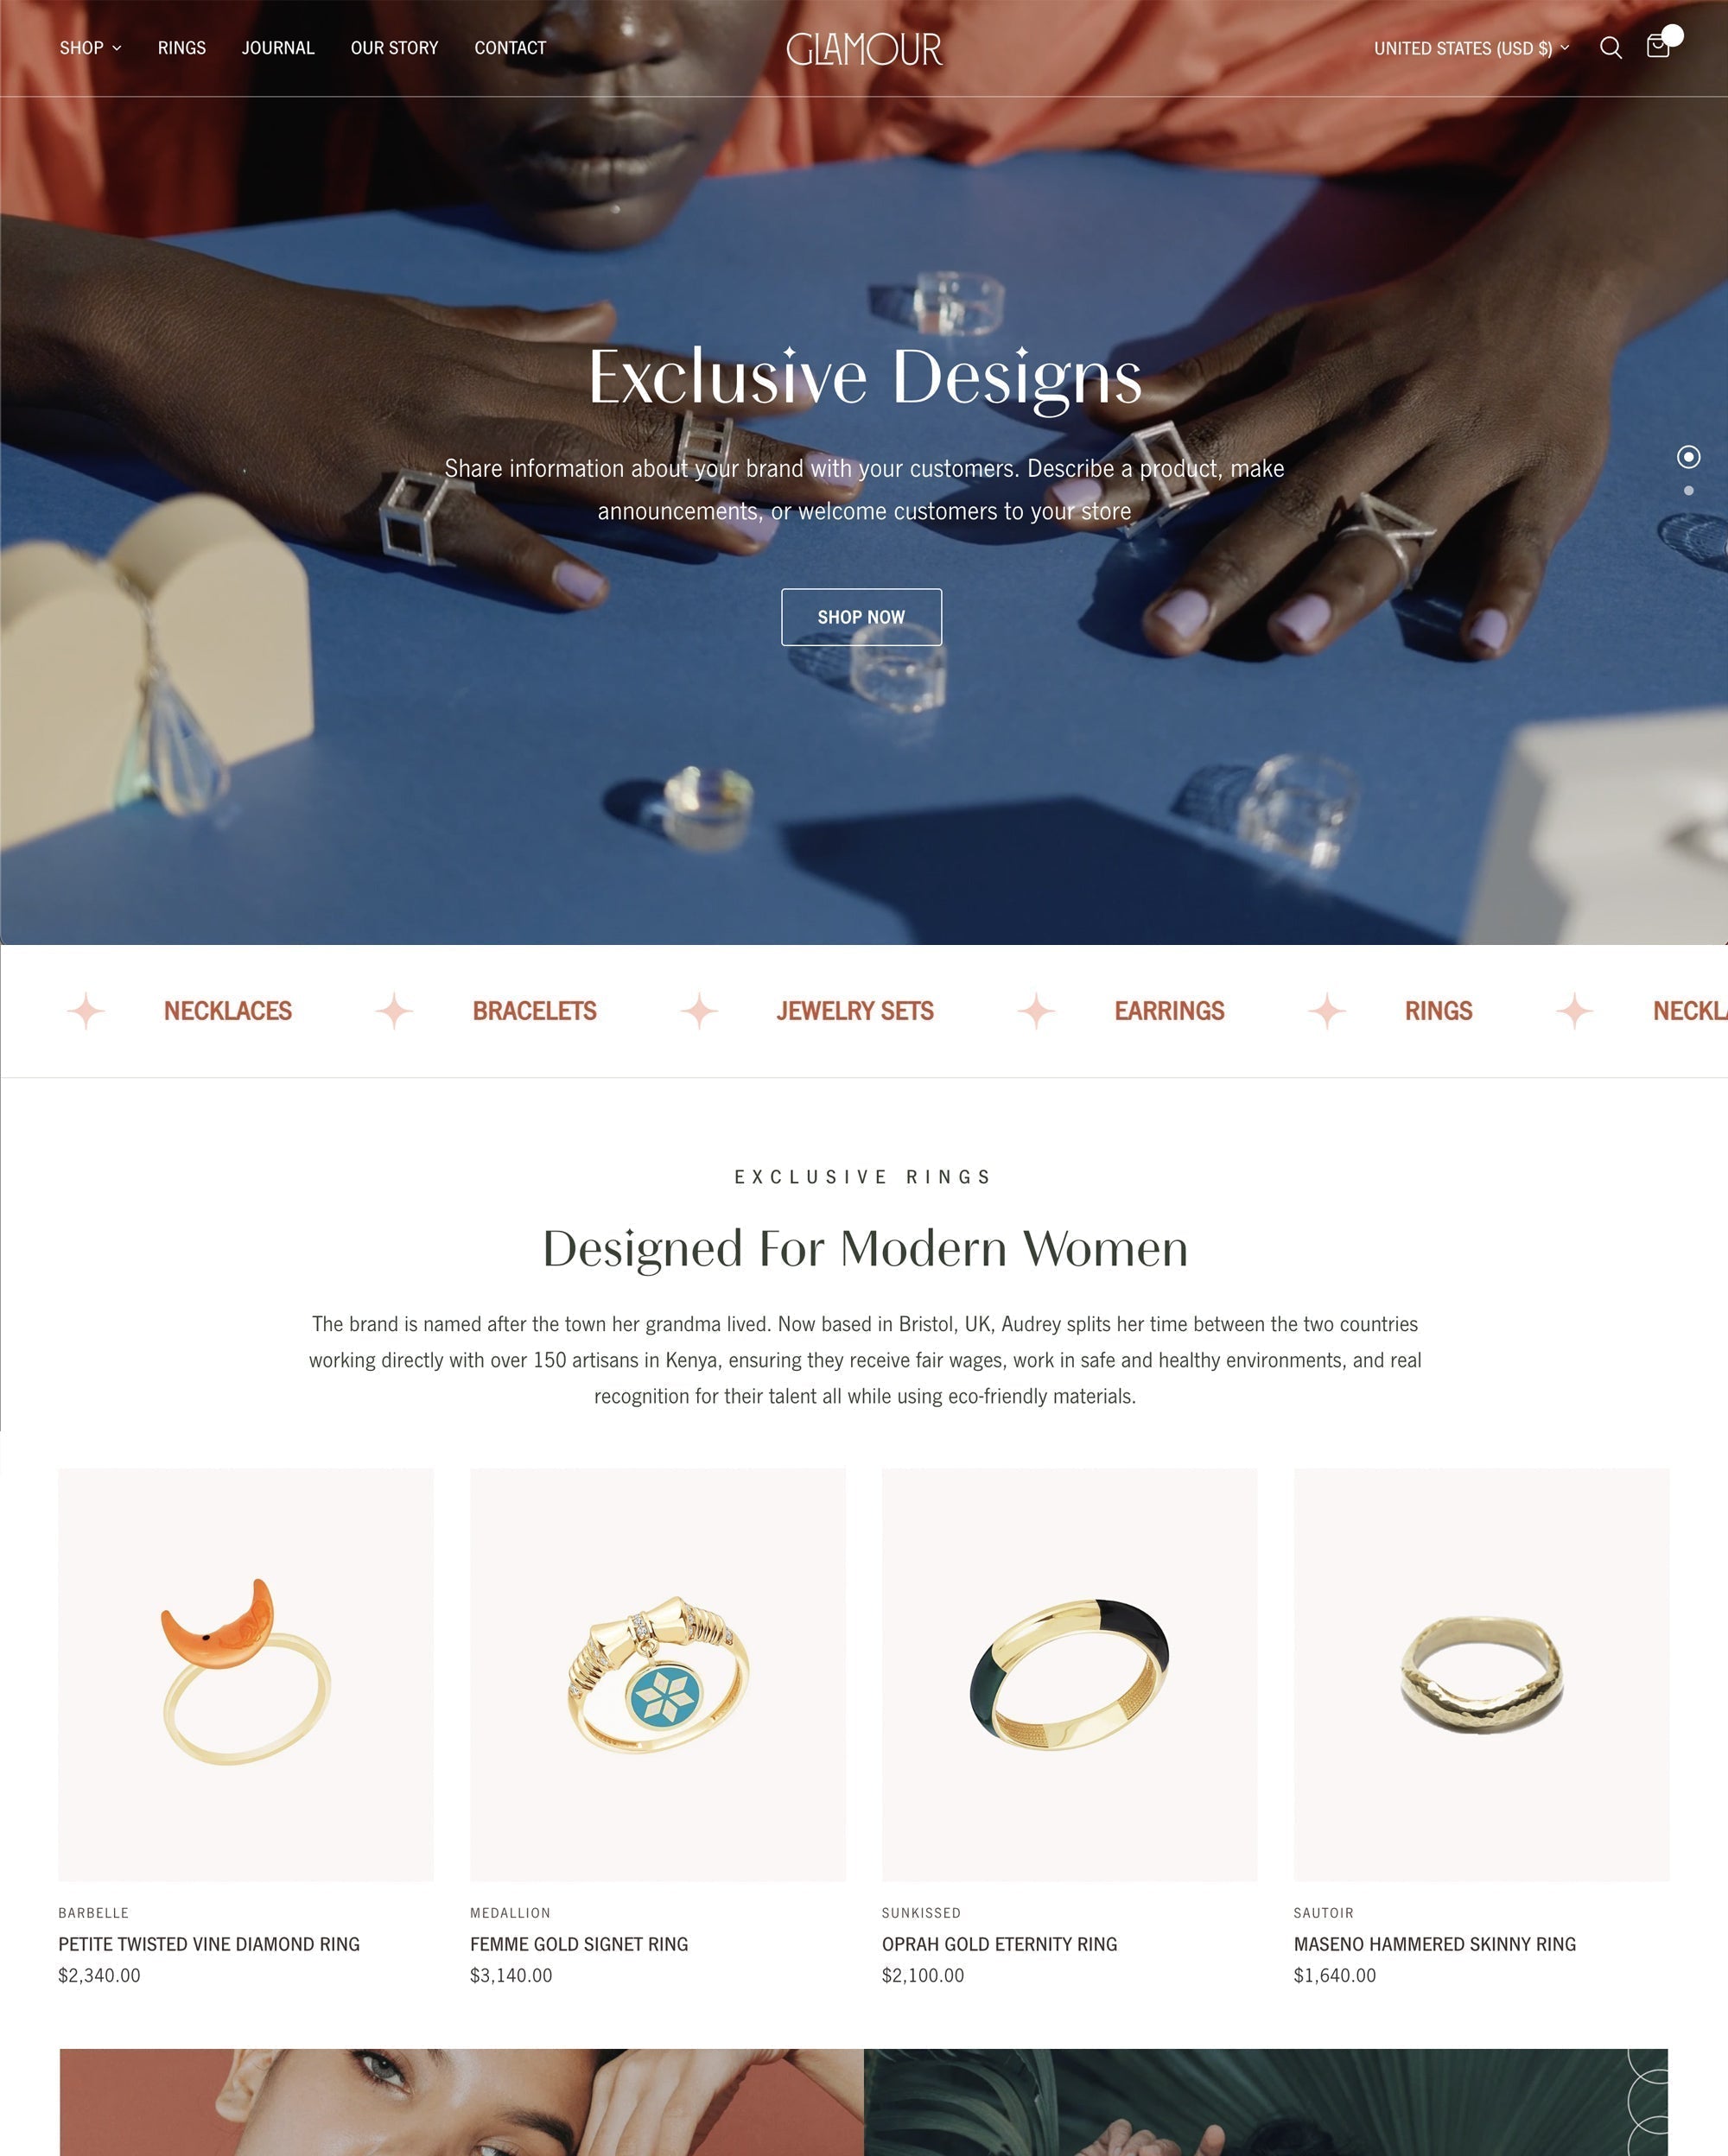 SHOP
RINGS
JOURNAL
OUR STORY
CONTACT
GLAMOUR
UNITED STATES (USD $)
Exclusive Designs
Share information about your brand with your customers. Describe a product, make
announcements, or welcome customers to your store
SHOP NOW
NECKLACES
BRACELETS
JEWELRY SETS
EARRINGS
RINGS
NECKL
EXCLUSIVE RINGS
Designed For Modern Women
The brand is named after the town her grandma lived. Now based in Bristol, UK, Audrey splits her time between the two countries
working directly with over 150 artisans in Kenya, ensuring they receive fair wages, work in safe and healthy environments, and real
recognition for their talent all while using eco-friendly materials.
BARBELLE
PETITE TWISTED VINE DIAMOND RING
$2,340.00
MEDALLION
FEMME GOLD SIGNET RING
$3,140.00
SUNKISSED
OPRAH GOLD ETERNITY RING
$2,100.00
SAUTOIR
MASENO HAMMERED SKINNY RING
$1,640.00